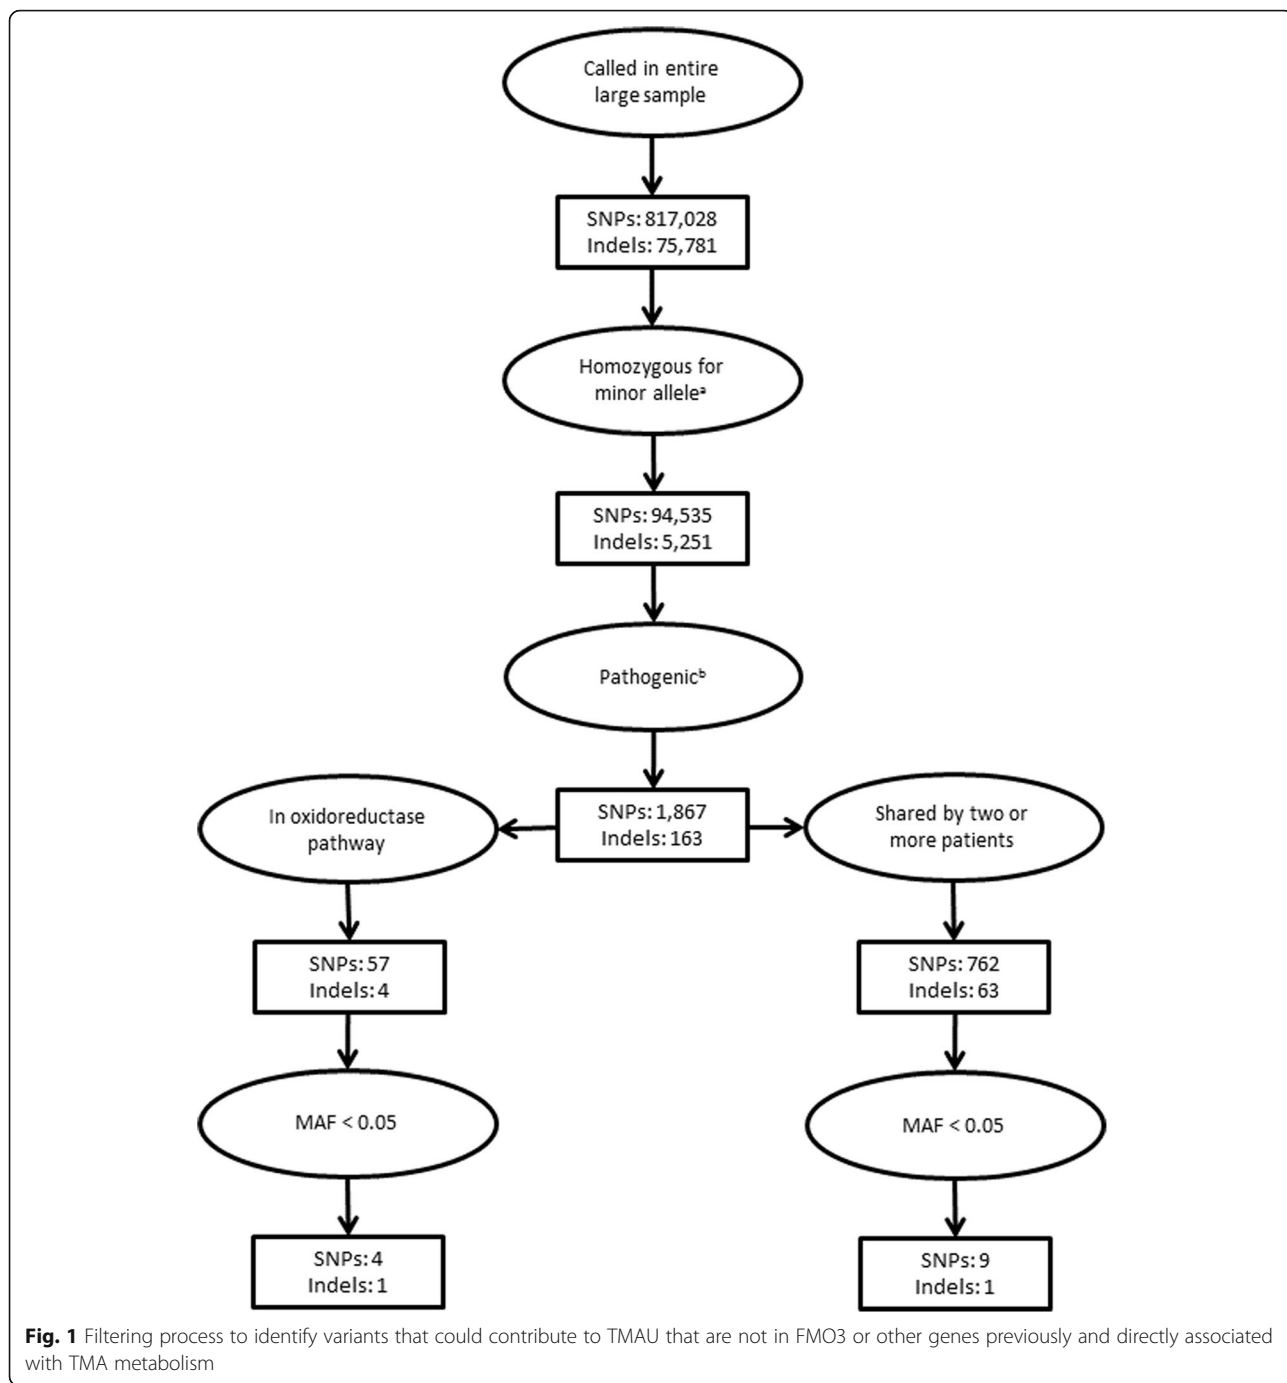 Called in entire
large sample
SNPs: 817,028
Indels: 75,781
Homozygous for
minor alleleᵃ
SNPs: 94,535
Indels: 5,251
Pathogenicᵇ
SNPs: 1,867
Indels: 163
In oxidoreductase
pathway
Shared by two or
more patients
SNPs: 57
Indels: 4
SNPs: 762
Indels: 63
MAF < 0.05
MAF < 0.05
SNPs: 4
Indels: 1
SNPs: 9
Indels: 1
Fig. 1 Filtering process to identify variants that could contribute to TMAU that are not in FMO3 or other genes previously and directly associated
with TMA metabolism